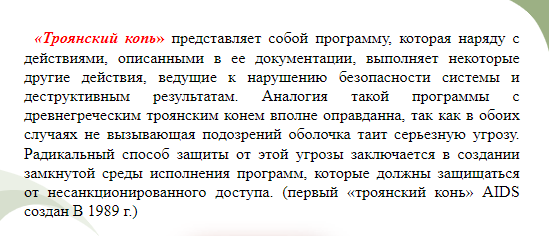 «Троянский конь» представляет собой программу, которая наряду с
действиями, описанными в ее документации, выполняет некоторые
другие действия, ведущие к нарушению безопасности системы и
деструктивным результатам. Аналогия такой программы с
древнегреческим троянским конем вполне оправданна, так как в обоих
случаях не вызывающая подозрений оболочка таит серьезную угрозу.
Радикальный способ защиты от этой угрозы заключается в создании
замкнутой среды исполнения программ, которые должны защищаться
от несанкционированного доступа. (первый «троянский конь» AIDS
создан В 1989 г.)